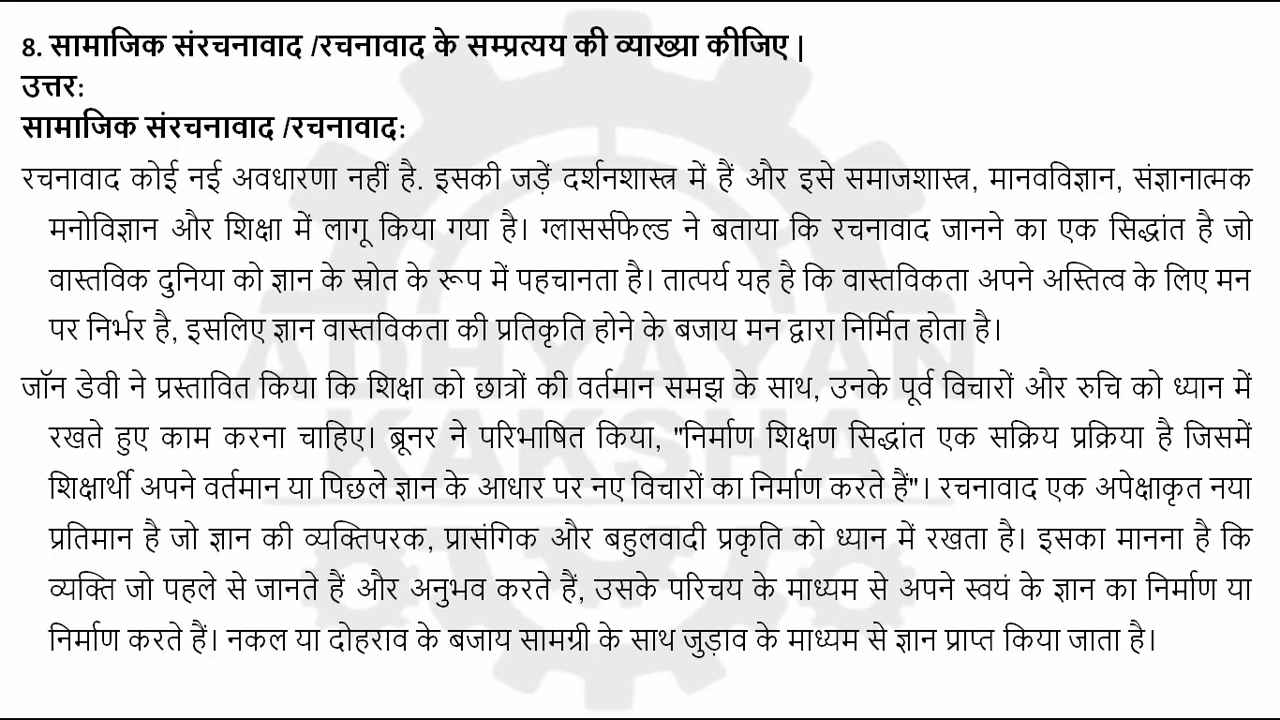 8. सामाजिक संरचनावाद /रचनावाद के सम्प्रत्यय की व्याख्या कीजिए |
उत्तर:
सामाजिक संरचनावाद /रचनावाद:
रचनावाद कोई नई अवधारणा नहीं है. इसकी जड़ें दर्शनशास्त्र में हैं और इसे समाजशास्त्र, मानवविज्ञान, संज्ञानात्मक
मनोविज्ञान और शिक्षा में लागू किया गया है। ग्लासर्सफेल्ड ने बताया कि रचनावाद जानने का एक सिद्धांत है जो
वास्तविक दुनिया को ज्ञान के स्रोत के रूप में पहचानता है। तात्पर्य यह है कि वास्तविकता अपने अस्तित्व के लिए मन
पर निर्भर है, इसलिए ज्ञान वास्तविकता की प्रतिकृति होने के बजाय मन द्वारा निर्मित होता है।
जॉन डेवी ने प्रस्तावित किया कि शिक्षा को छात्रों की वर्तमान समझ के साथ, उनके पूर्व विचारों और रुचि को ध्यान में
रखते हुए काम करना चाहिए। ब्रूनर ने परिभाषित किया, "निर्माण शिक्षण सिद्धांत एक सक्रिय प्रक्रिया है जिसमें
शिक्षार्थी अपने वर्तमान या पिछले ज्ञान के आधार पर नए विचारों का निर्माण करते हैं"। रचनावाद एक अपेक्षाकृत नया
प्रतिमान है जो ज्ञान की व्यक्तिपरक, प्रासंगिक और बहुलवादी प्रकृति को ध्यान में रखता है। इसका मानना है कि
व्यक्ति जो पहले से जानते हैं और अनुभव करते हैं, उसके परिचय के माध्यम से अपने स्वयं के ज्ञान का निर्माण या
निर्माण करते हैं। नकल या दोहराव के बजाय सामग्री के साथ जुड़ाव के माध्यम से ज्ञान प्राप्त किया जाता है।
ADHYAYAN
KAKSHA